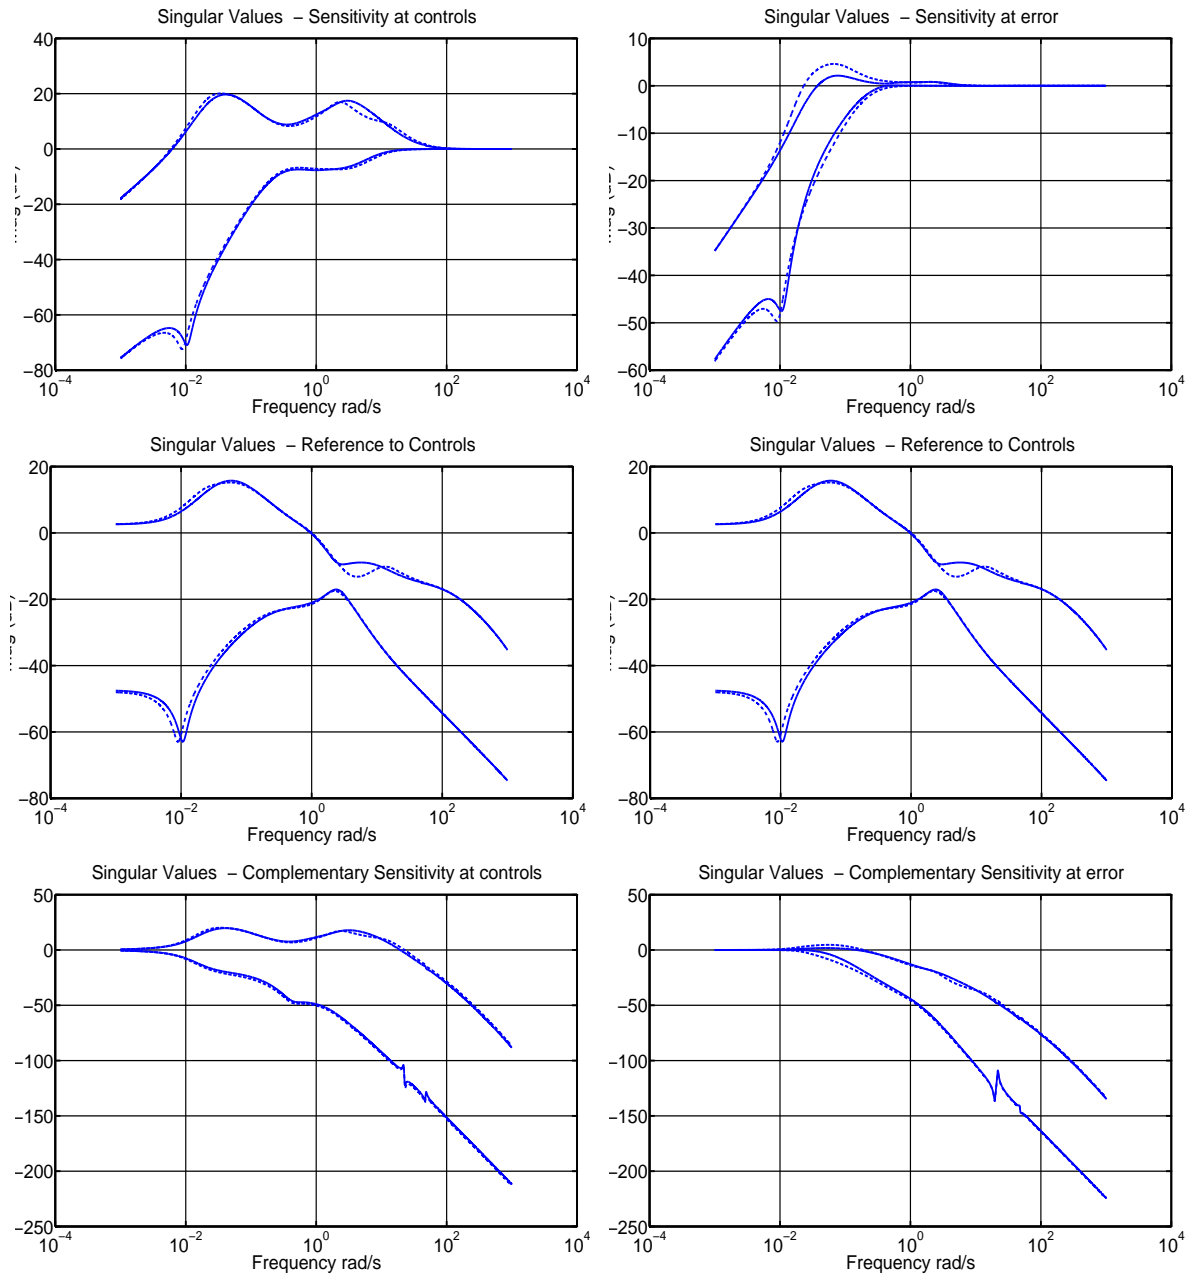 Singular Values – Sensitivity at controls
40
20
0
−20
−40
−60
−80
10^−4 10^−2 10^0 10^2 10^4
Frequency rad/s
Singular Values – Sensitivity at error
10
0
−10
−20
−30
−40
−50
−60
10^−4 10^−2 10^0 10^2 10^4
Frequency rad/s
Singular Values – Reference to Controls
20
0
−20
−40
−60
−80
10^−4 10^−2 10^0 10^2 10^4
Frequency rad/s
Singular Values – Reference to Controls
20
0
−20
−40
−60
−80
10^−4 10^−2 10^0 10^2 10^4
Frequency rad/s
Singular Values – Complementary Sensitivity at controls
50
0
−50
−100
−150
−200
−250
10^−4 10^−2 10^0 10^2 10^4
Frequency rad/s
Singular Values – Complementary Sensitivity at error
50
0
−50
−100
−150
−200
−250
10^−4 10^−2 10^0 10^2 10^4
Frequency rad/s